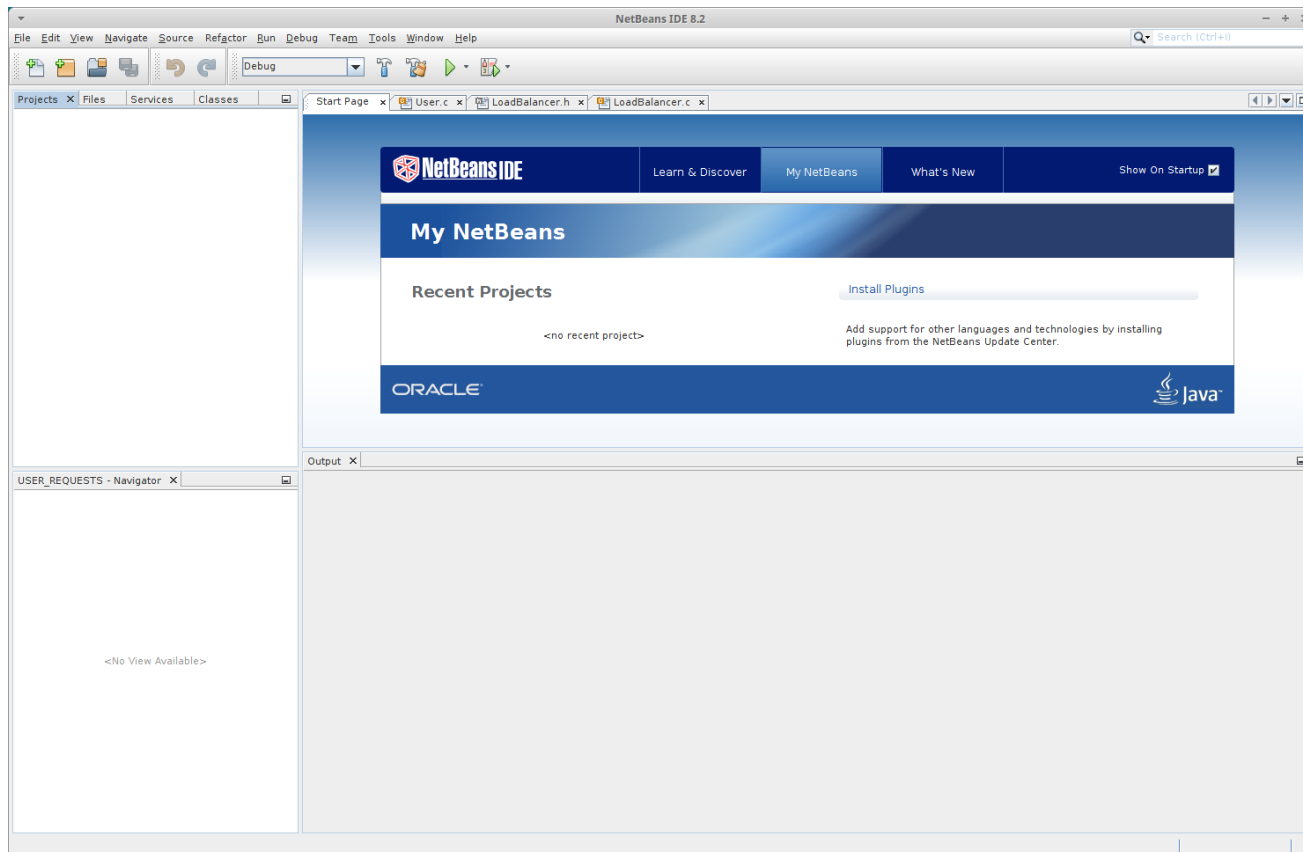 NetBeans IDE 8.2
File Edit View Navigate Source Refactor Run Debug Team Tools Window Help
Search (Ctrl+I)
Debug
Projects Files Services Classes
Start Page User.c LoadBalancer.h LoadBalancer.c
NetBeans IDE
Learn & Discover
My NetBeans
What's New
Show On Startup
My NetBeans
Recent Projects
<no recent project>
Install Plugins
Add support for other languages and technologies by installing
plugins from the NetBeans Update Center.
ORACLE
Java
Output
USER_REQUESTS - Navigator
<No View Available>